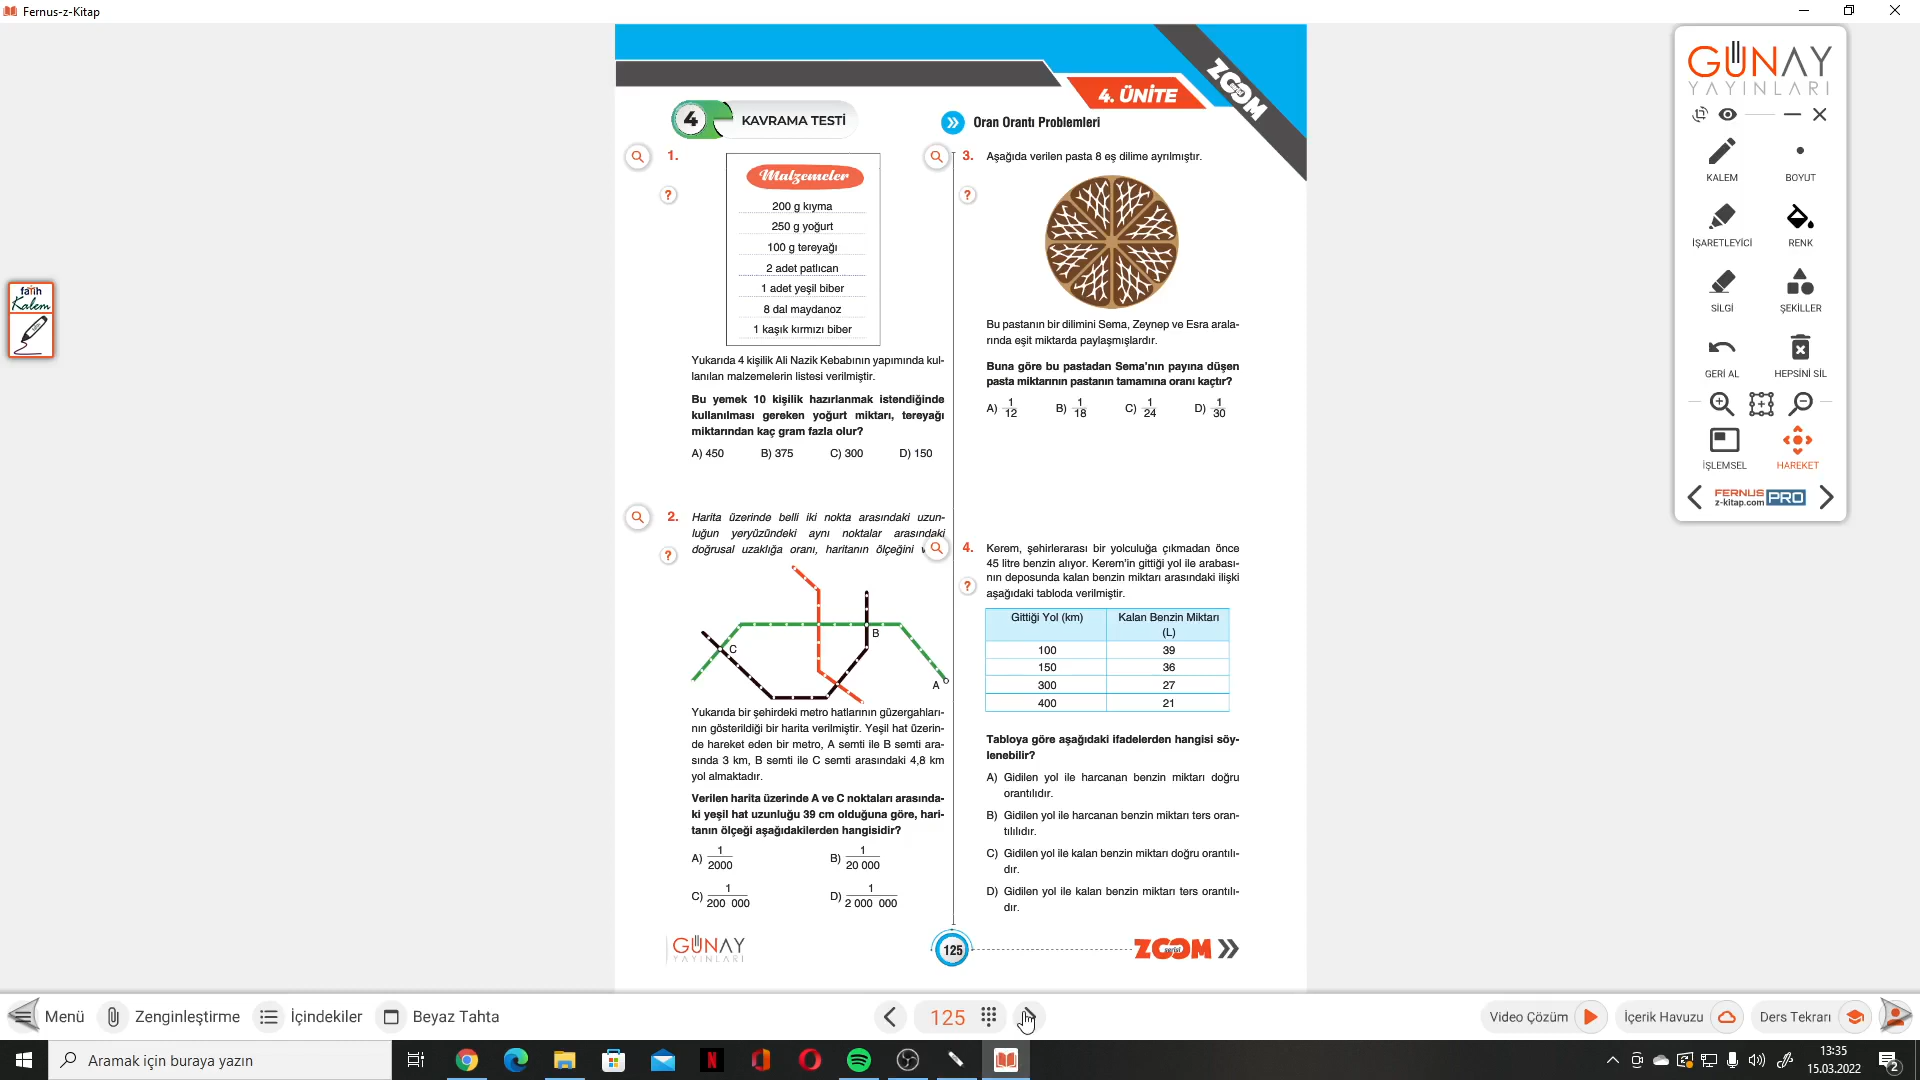 Fernus-z-Kitap
4. ÜNİTE
ZOOM
4
KAVRAMA TESTİ
Oran Orantı Problemleri
1.
Malzemeler
200 g kıyma
250 g yoğurt
100 g tereyağı
2 adet patlıcan
1 adet yeşil biber
8 dal maydanoz
1 kaşık kırmızı biber
?
Yukarıda 4 kişilik Ali Nazik Kebabının yapımında kul-
lanılan malzemelerin listesi verilmiştir.
Bu yemek 10 kişilik hazırlanmak istendiğinde
kullanılması gereken yoğurt miktarı, tereyağı
miktarından kaç gram fazla olur?
A) 450 B) 375 C) 300 D) 150
2.
Harita üzerinde belli iki nokta arasındaki uzun-
luğun yeryüzündeki aynı noktalar arasındaki
doğrusal uzaklığa oranı, haritanın ölçeğini
?
B
C
A
Yukarıda bir şehirdeki metro hatlarının güzergahları-
nın gösterildiği bir harita verilmiştir. Yeşil hat üzerin-
de hareket eden bir metro, A semti ile B semti ara-
sında 3 km, B semti ile C semti arasındaki 4,8 km
yol almaktadır.
Verilen harita üzerinde A ve C noktaları arasında-
ki yeşil hat uzunluğu 39 cm olduğuna göre, hari-
tanın ölçeği aşağıdakilerden hangisidir?
A) 1/2000 B) 1/20 000
C) 1/200 000 D) 1/2 000 000
3. Aşağıda verilen pasta 8 eş dilime ayrılmıştır.
?
Bu pastanın bir dilimini Sema, Zeynep ve Esra arala-
rında eşit miktarda paylaşmışlardır.
Buna göre bu pastadan Sema'nın payına düşen
pasta miktarının pastanın tamamına oranı kaçtır?
A) 1/12 B) 1/18 C) 1/24 D) 1/30
4. Kerem, şehirlerarası bir yolculuğa çıkmadan önce
45 litre benzin alıyor. Kerem'in gittiği yol ile arabası-
nın deposunda kalan benzin miktarı arasındaki ilişki
aşağıdaki tabloda verilmiştir.
?
Gittiği Yol (km) Kalan Benzin Miktarı
(L)
100 39
150 36
300 27
400 21
Tabloya göre aşağıdaki ifadelerden hangisi söy-
lenebilir?
A) Gidilen yol ile harcanan benzin miktarı doğru
orantılıdır.
B) Gidilen yol ile harcanan benzin miktarı ters oran-
tılılıdır.
C) Gidilen yol ile kalan benzin miktarı doğru orantılı-
dır.
D) Gidilen yol ile kalan benzin miktarı ters orantılı-
dır.
GÜNAY
YAYINLARI
125
ZOOM
serisi
fatih
Kalem
GÜNAY
YAYINLARI
KALEM BOYUT
İŞARETLEYİCİ RENK
SİLGİ ŞEKİLLER
GERİ AL HEPSİNİ SİL
İŞLEMSEL HAREKET
FERNUS
z-kitap.com PRO
Menü Zenginleştirme İçindekiler Beyaz Tahta
125
Video Çözüm İçerik Havuzu Ders Tekrarı
Aramak için buraya yazın
13:35
15.03.2022
2